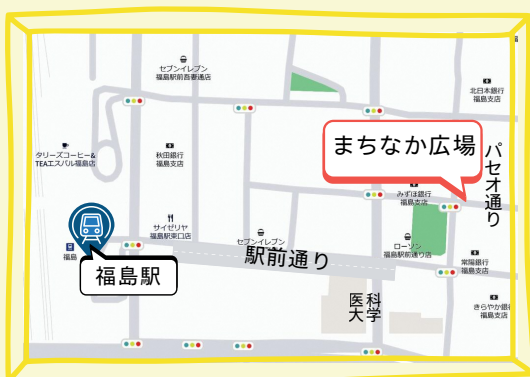 セブンイレブン
福島駅前吾妻通店
北日本銀行
福島支店
まちなか広場
パセオ通り
タリーズコーヒー&
TEAエスパル福島店
秋田銀行
福島支店
みずほ銀行
福島支店
サイゼリヤ
福島駅東口店
セブンイレブン
駅前通り
ローソン
福島駅前通り店
福島
福島駅
常陽銀行
福島支店
医科
大学
きらやか銀行
福島支店